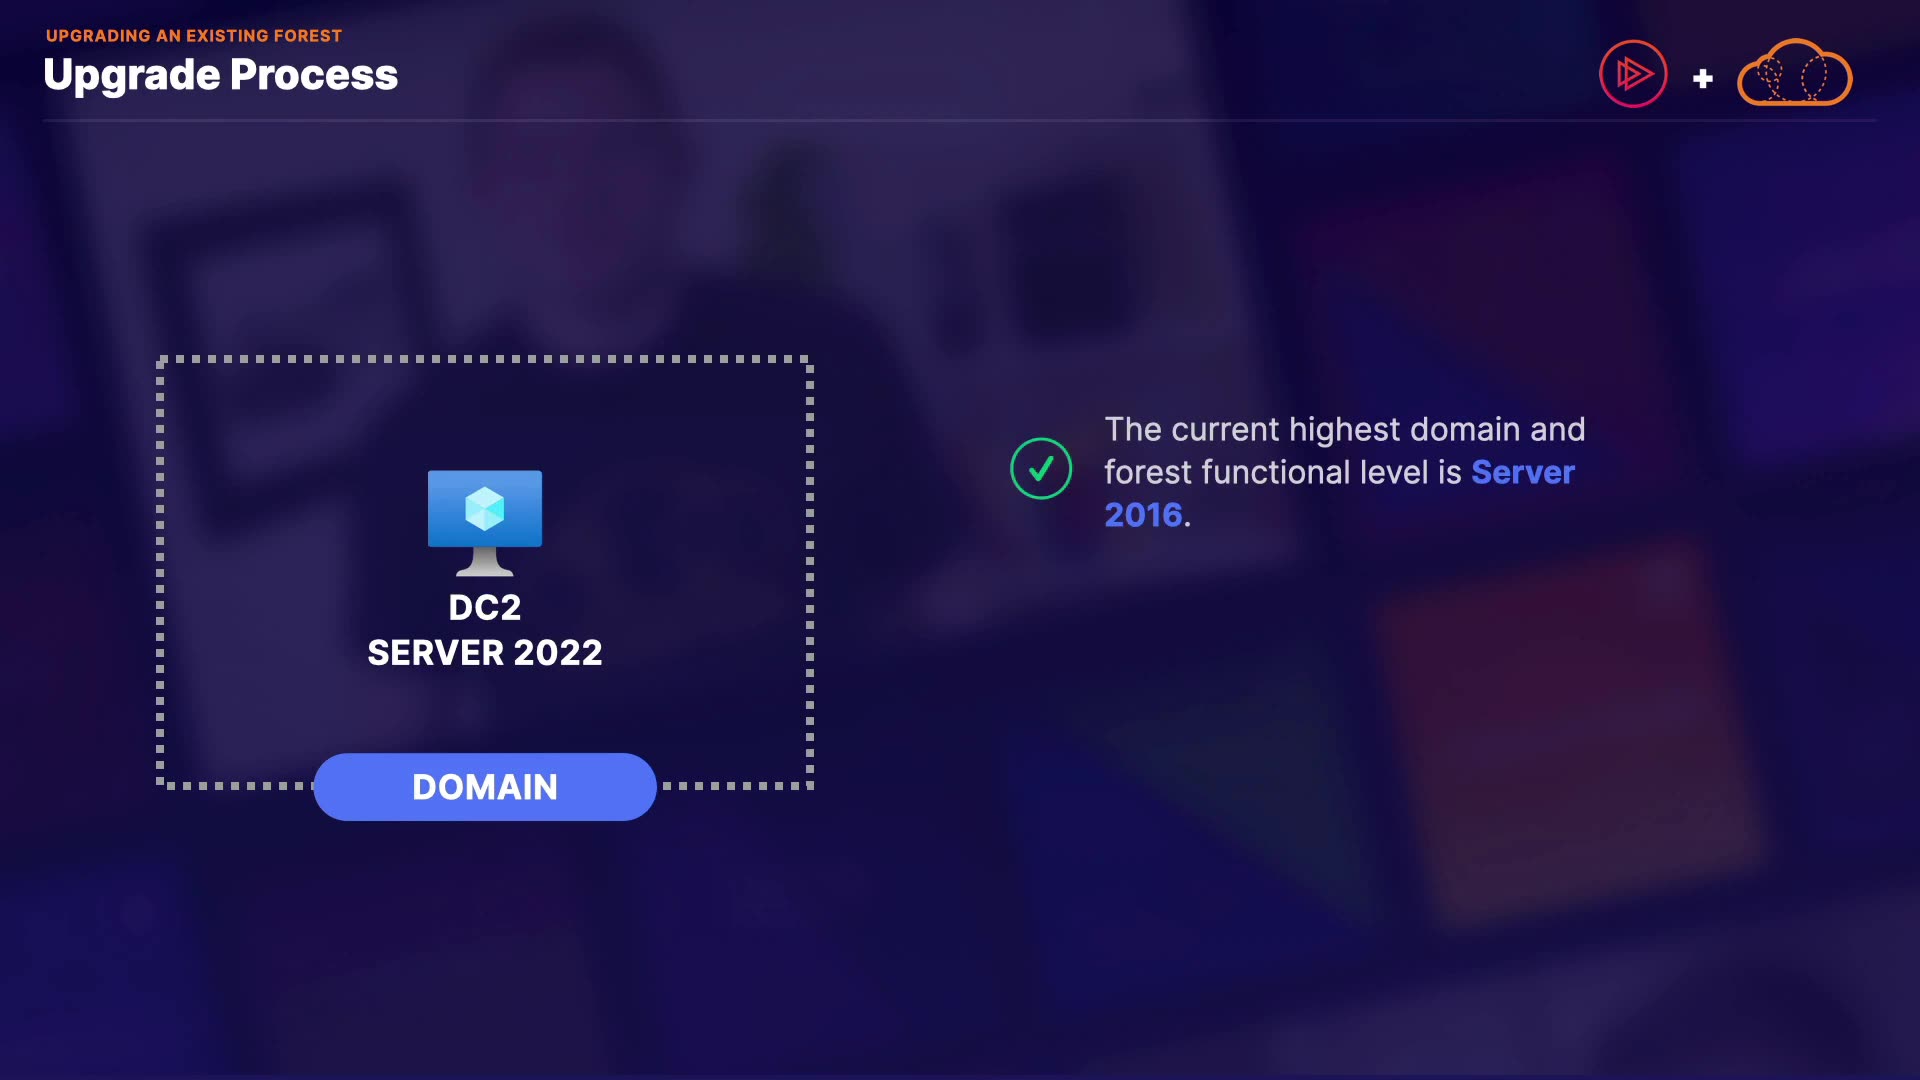 UPGRADING AN EXISTING FOREST
Upgrade Process
+
The current highest domain and
forest functional level is Server
2016.
DC2
SERVER 2022
DOMAIN